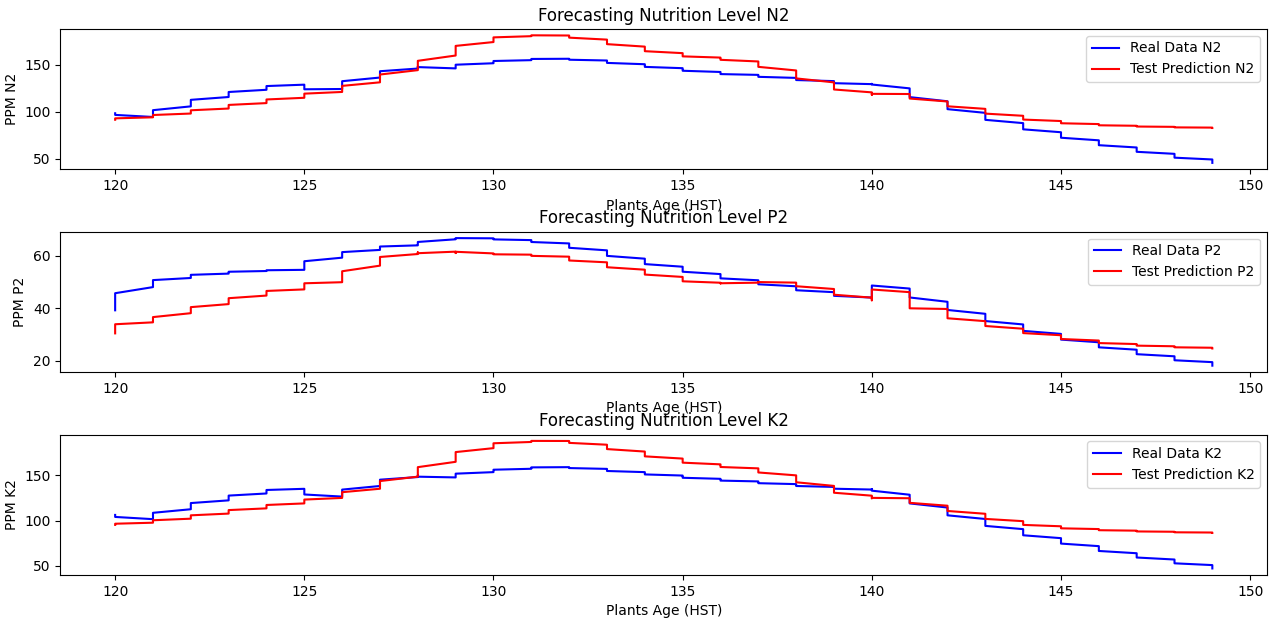 Forecasting Nutrition Level N2
PPM N2
150
100
50
Real Data N2
Test Prediction N2
120 125 130 135 140 145 150
Plants Age (HST)
Forecasting Nutrition Level P2
PPM P2
60
40
20
Real Data P2
Test Prediction P2
120 125 130 135 140 145 150
Plants Age (HST)
Forecasting Nutrition Level K2
PPM K2
150
100
50
Real Data K2
Test Prediction K2
120 125 130 135 140 145 150
Plants Age (HST)